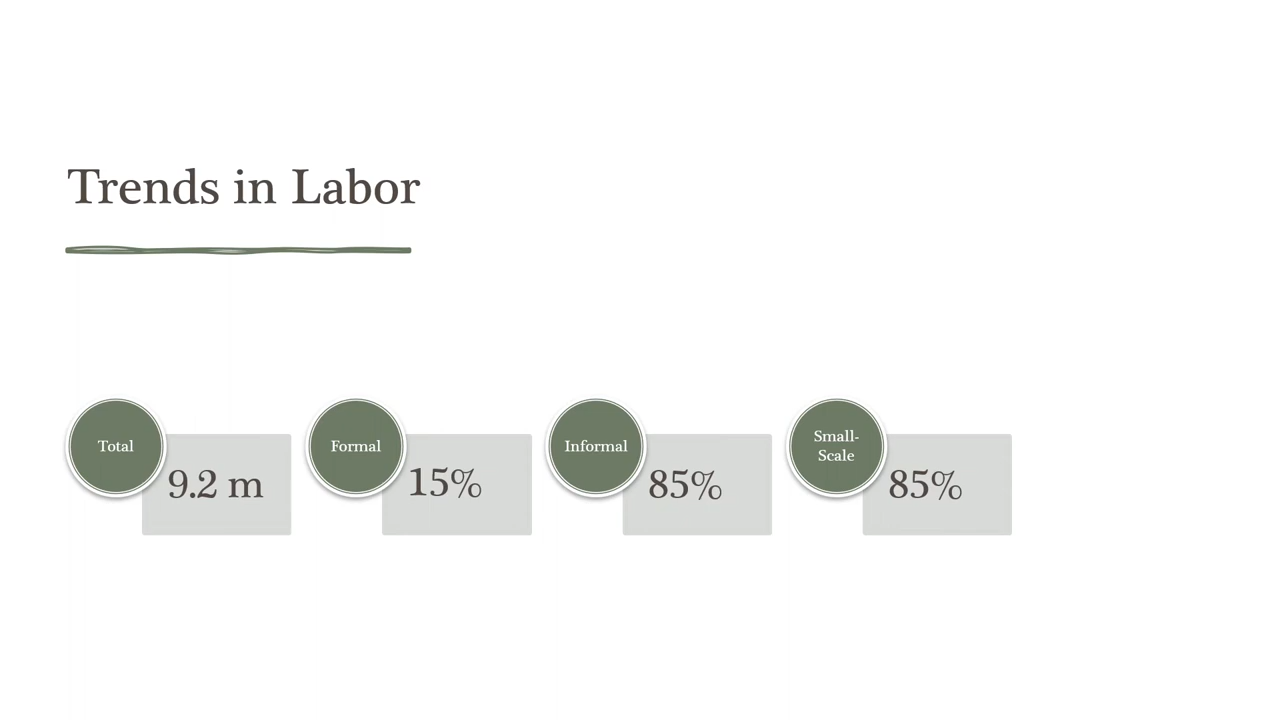 Trends in Labor
Total
9.2 m
Formal
15%
Informal
85%
Small-
Scale
85%